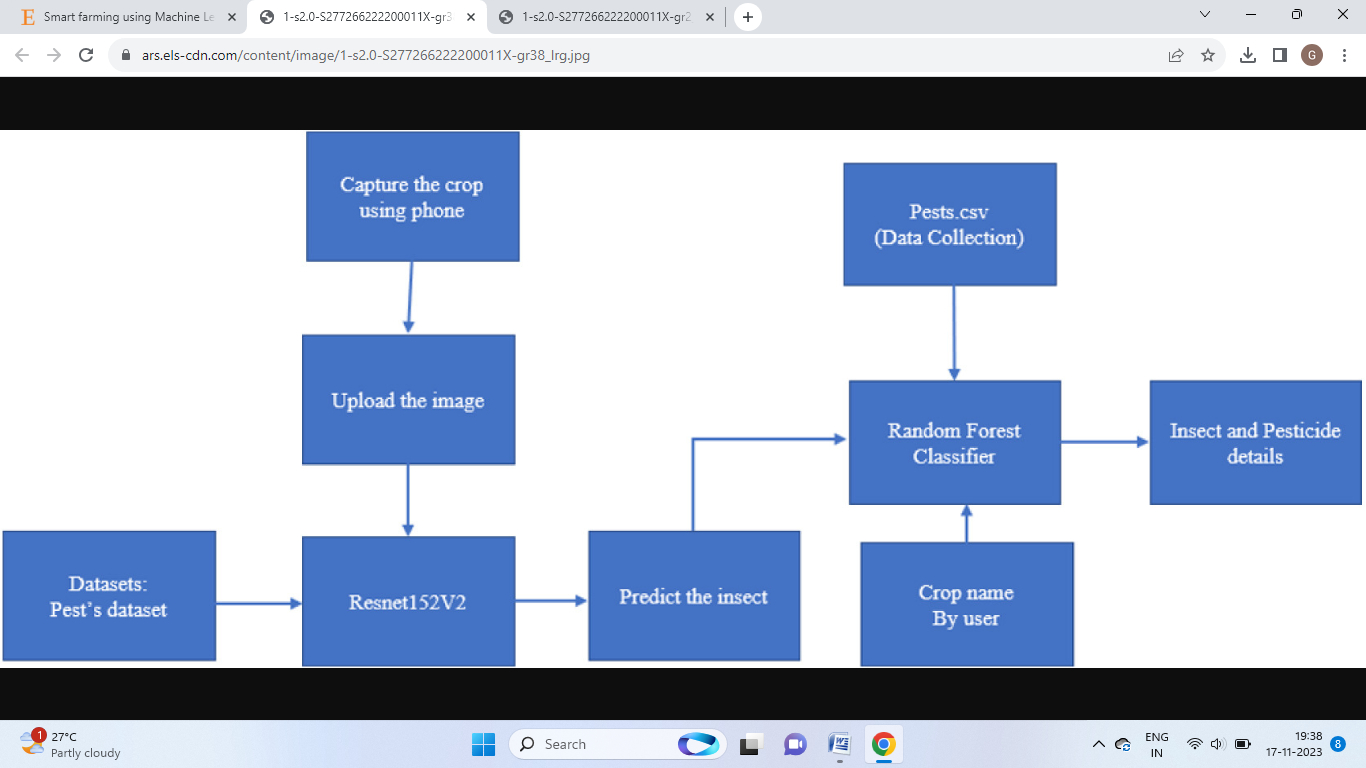 Smart farming using Machine Le
1-s2.0-S277266222200011X-gr3
1-s2.0-S277266222200011X-gr2
ars.els-cdn.com/content/image/1-s2.0-S277266222200011X-gr38_lrg.jpg
G
Capture the crop
using phone
Pests.csv
(Data Collection)
Upload the image
Random Forest
Classifier
Insect and Pesticide
details
Datasets:
Pest's dataset
Resnet152V2
Predict the insect
Crop name
By user
1
27°C
Partly cloudy
Search
ENG
IN
19:38
17-11-2023
8